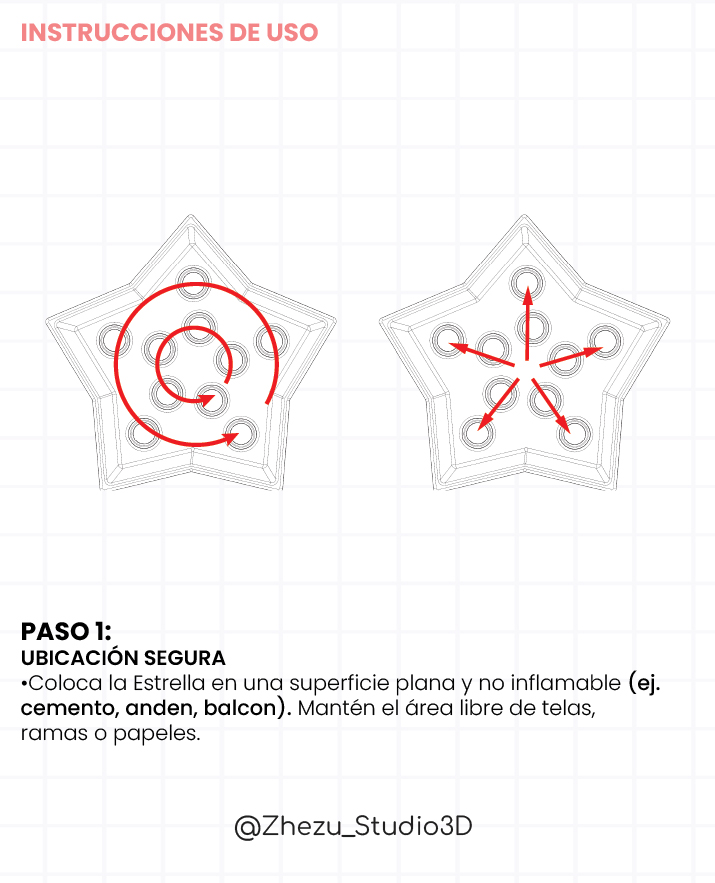 INSTRUCCIONES DE USO
PASO 1:
UBICACIÓN SEGURA
•Coloca la Estrella en una superficie plana y no inflamable (ej.
cemento, anden, balcon). Mantén el área libre de telas,
ramas o papeles.
@Zhezu_Studio3D